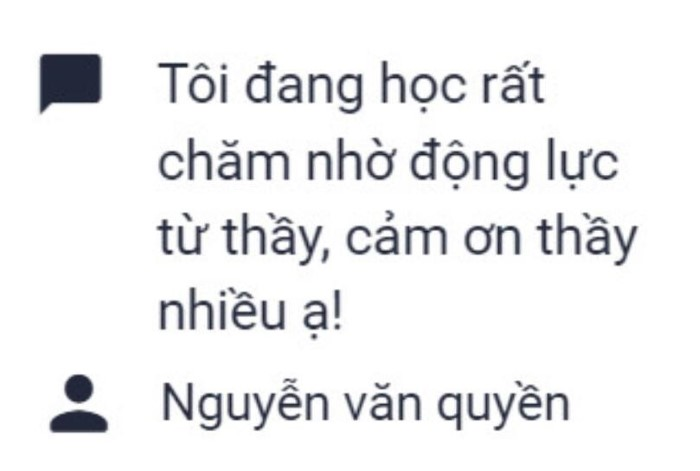 Tôi đang học rất
chăm nhờ động lực
từ thầy, cảm ơn thầy
nhiều ạ!
Nguyễn văn quyền